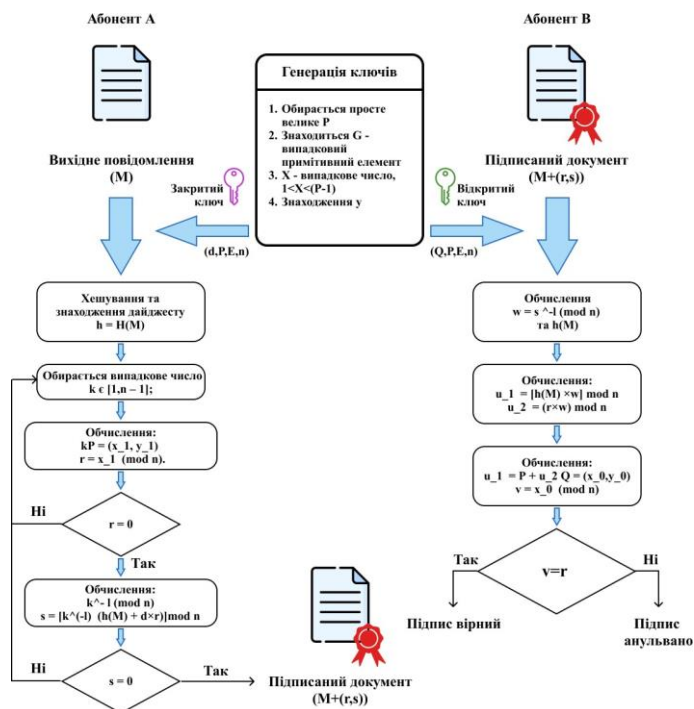 Абонент А
Абонент В
Генерація ключів
1. Обирається просте
велике P
2. Знаходиться G -
випадковий
примітивний елемент
3. X - випадкове число,
1<X<(P-1)
4. Знаходження y
Вихідне повідомлення
(M)
Підписаний документ
(M+(r,s))
Закритий
ключ
Відкритий
ключ
(d,P,E,n)
(Q,P,E,n)
Хешування та
знаходження дайджесту
h = H(M)
Обирається випадкове число
k є [1,n – 1];
Обчислення:
kP = (x_1, y_1)
r = x_1 (mod n).
Ні
r = 0
Так
Обчислення:
k^- l (mod n)
s = [k^(-l) (h(M) + d×r)]mod n
Ні
s = 0
Так
Підписаний документ
(M+(r,s))
Обчислення
w = s ^-l (mod n)
та h(M)
Обчислення:
u_1 = [h(M) ×w] mod n
u_2 = (r×w) mod n
Обчислення:
u_1 = P + u_2 Q = (x_0,y_0)
v = x_0 (mod n)
Так
v=r
Ні
Підпис вірний
Підпис
анульвано